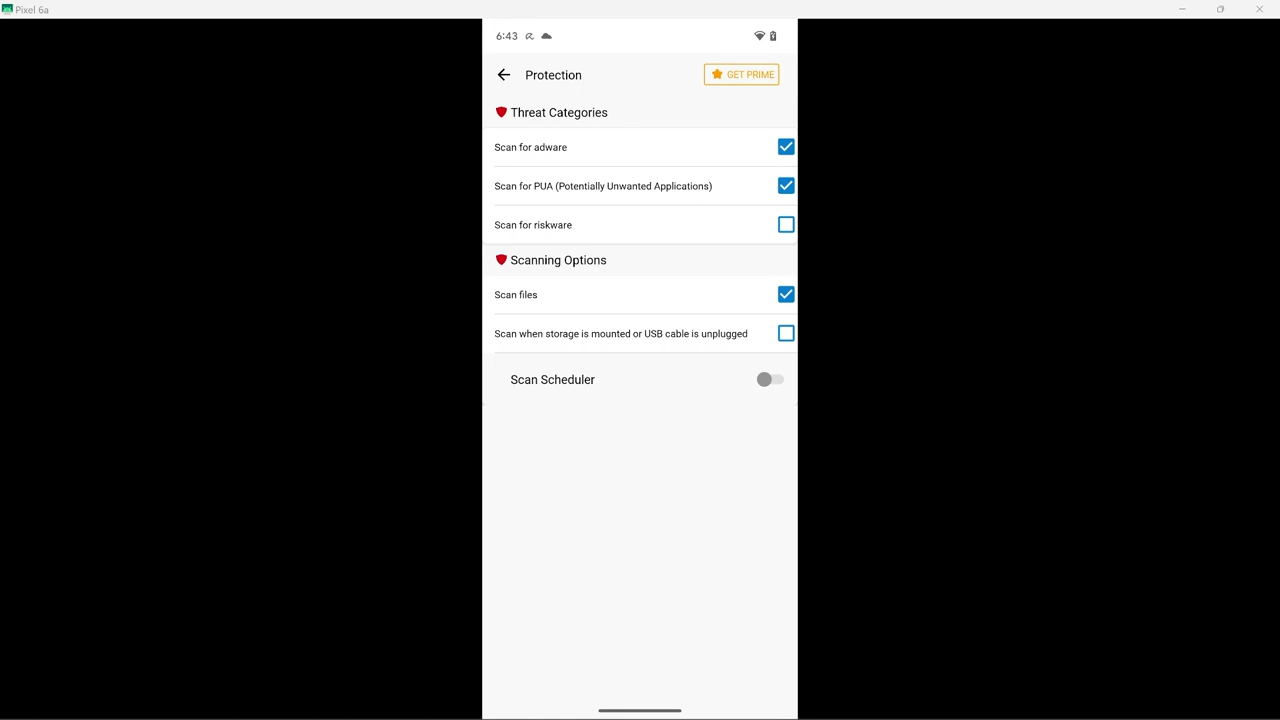 Pixel 6a
6:43
Protection
GET PRIME
Threat Categories
Scan for adware
Scan for PUA (Potentially Unwanted Applications)
Scan for riskware
Scanning Options
Scan files
Scan when storage is mounted or USB cable is unplugged
Scan Scheduler